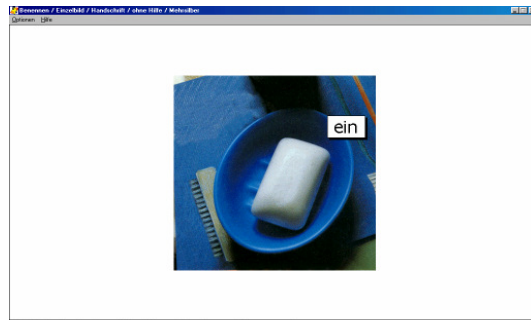 Benennen / Einzelbild / Handschrift / ohne Hilfe / Mehrsilber
Optionen Hilfe
ein